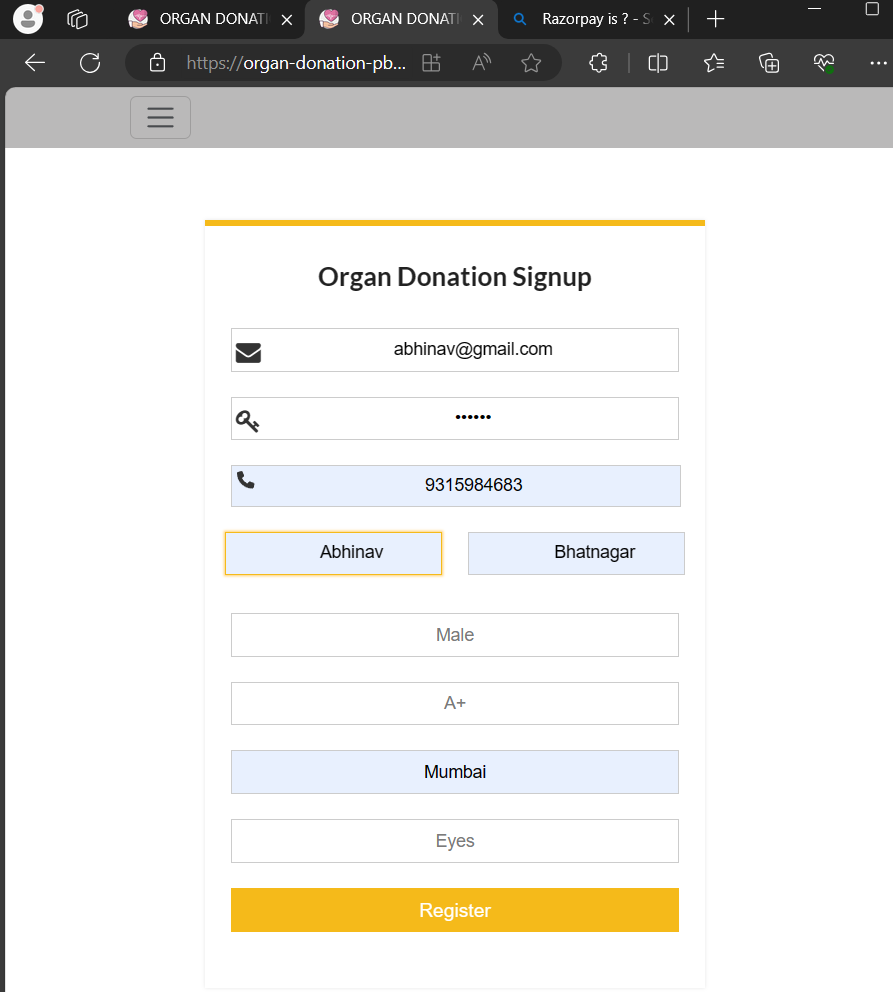 ORGAN DONATI
ORGAN DONATI
Razorpay is ? - S
https://organ-donation-pb...
Organ Donation Signup
abhinav@gmail.com
••••••
9315984683
Abhinav Bhatnagar
Male
A+
Mumbai
Eyes
Register